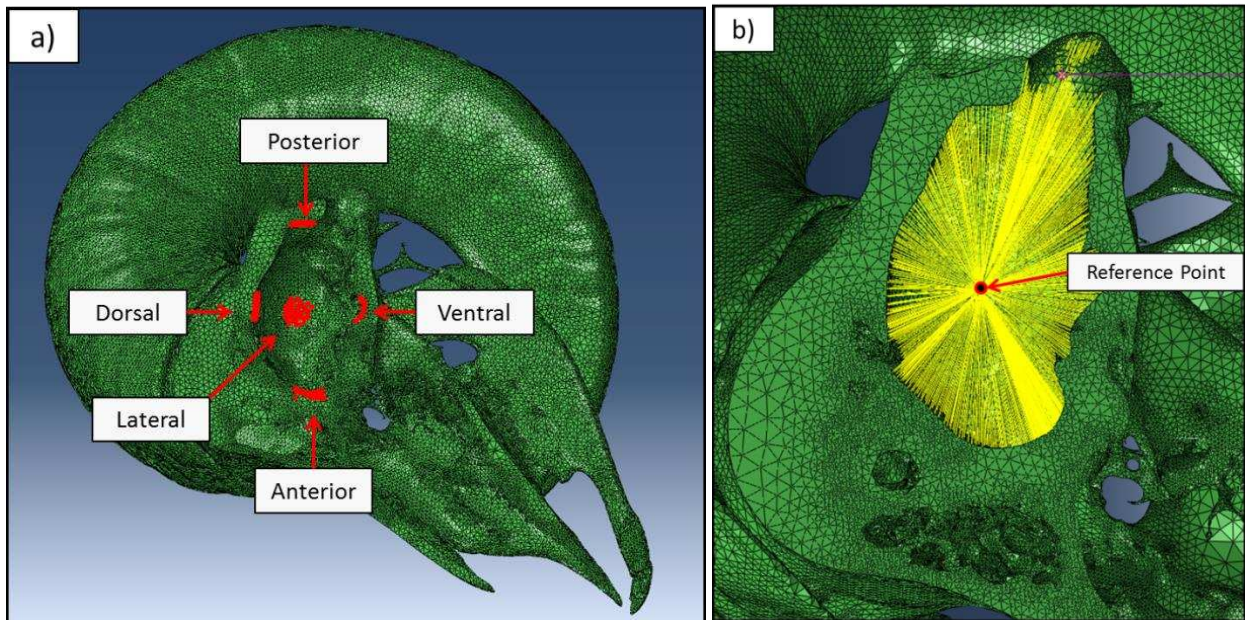 a)
Posterior
Dorsal
Ventral
Lateral
Anterior
b)
Reference Point